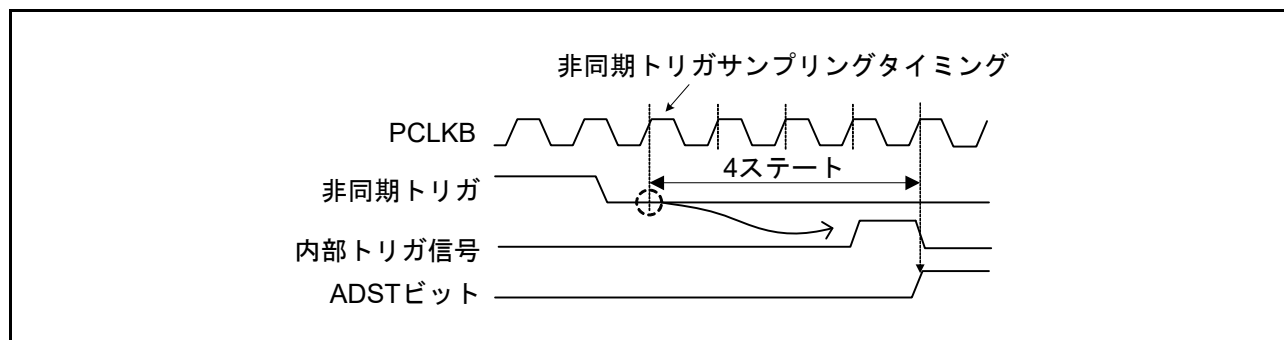 非同期トリガサンプリングタイミング
PCLKB
4ステート
非同期トリガ
内部トリガ信号
ADSTビット